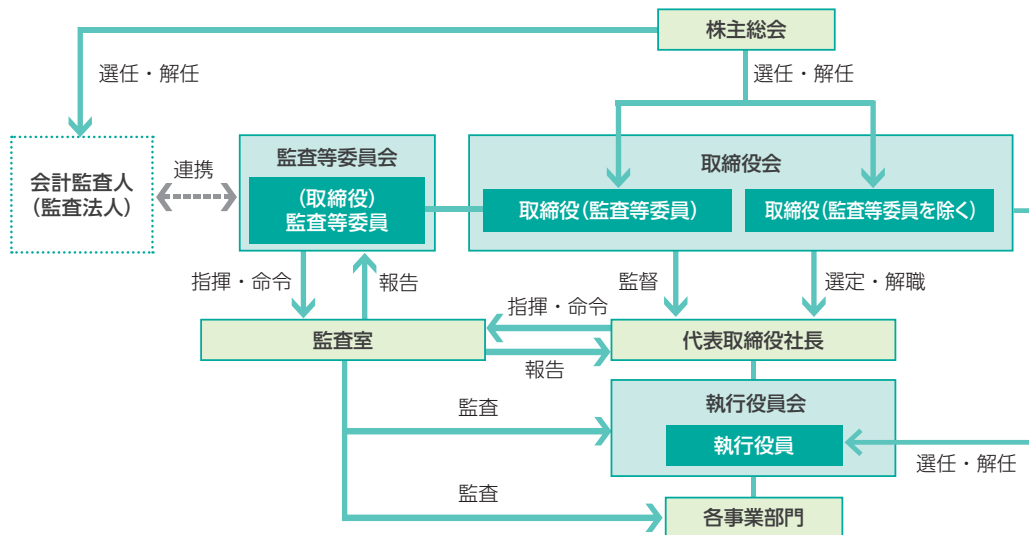 株主総会
選任・解任
選任・解任
会計監査人
(監査法人)
連携
監査等委員会
(取締役)
監査等委員
取締役会
取締役(監査等委員)
取締役(監査等委員を除く)
指揮・命令
報告
監督
選定・解職
指揮・命令
監査室
報告
代表取締役社長
監査
執行役員会
執行役員
選任・解任
監査
各事業部門